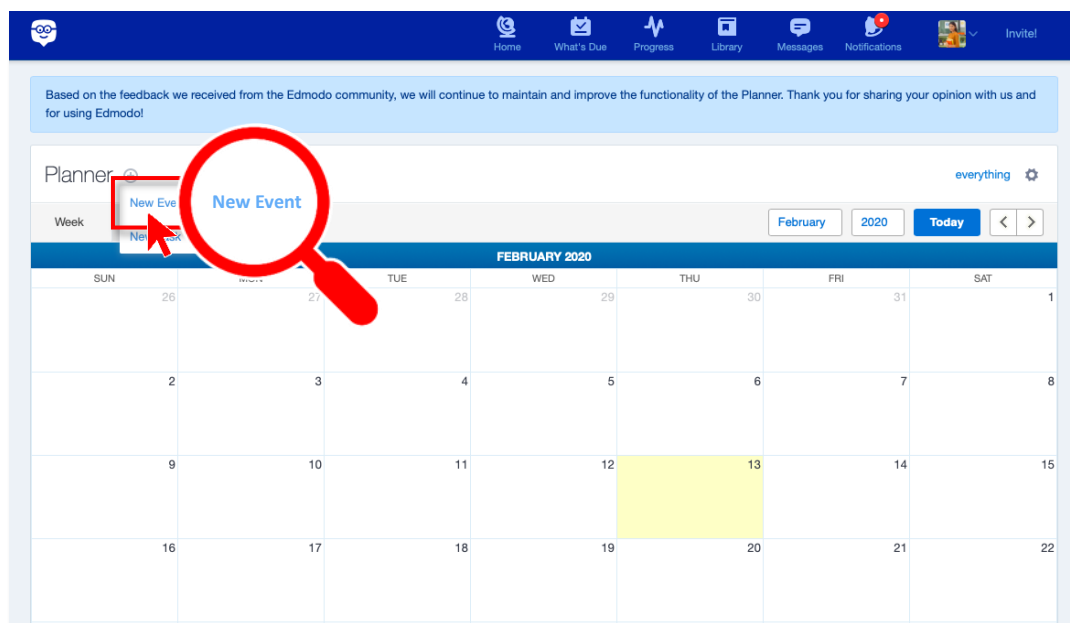 Home What's Due Progress Library Messages Notifications Invite!
Based on the feedback we received from the Edmodo community, we will continue to maintain and improve the functionality of the Planner. Thank you for sharing your opinion with us and
for using Edmodo!
Planner everything
New Eve New Event
Week February 2020 Today
FEBRUARY 2020
SUN TUE WED THU FRI SAT
26 27 28 29 30 31 1
2 3 4 5 6 7 8
9 10 11 12 13 14 15
16 17 18 19 20 21 22